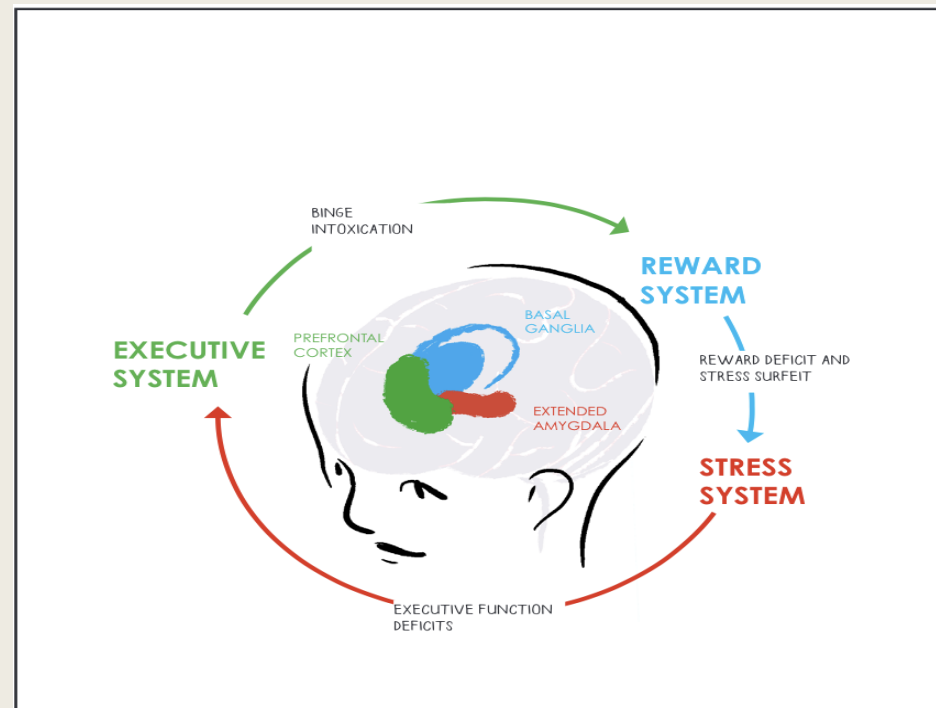 BINGE
INTOXICATION
REWARD
SYSTEM
BASAL
GANGLIA
PREFRONTAL
CORTEX
EXECUTIVE
SYSTEM
REWARD DEFICIT AND
STRESS SURFEIT
EXTENDED
AMYGDALA
STRESS
SYSTEM
EXECUTIVE FUNCTION
DEFICITS